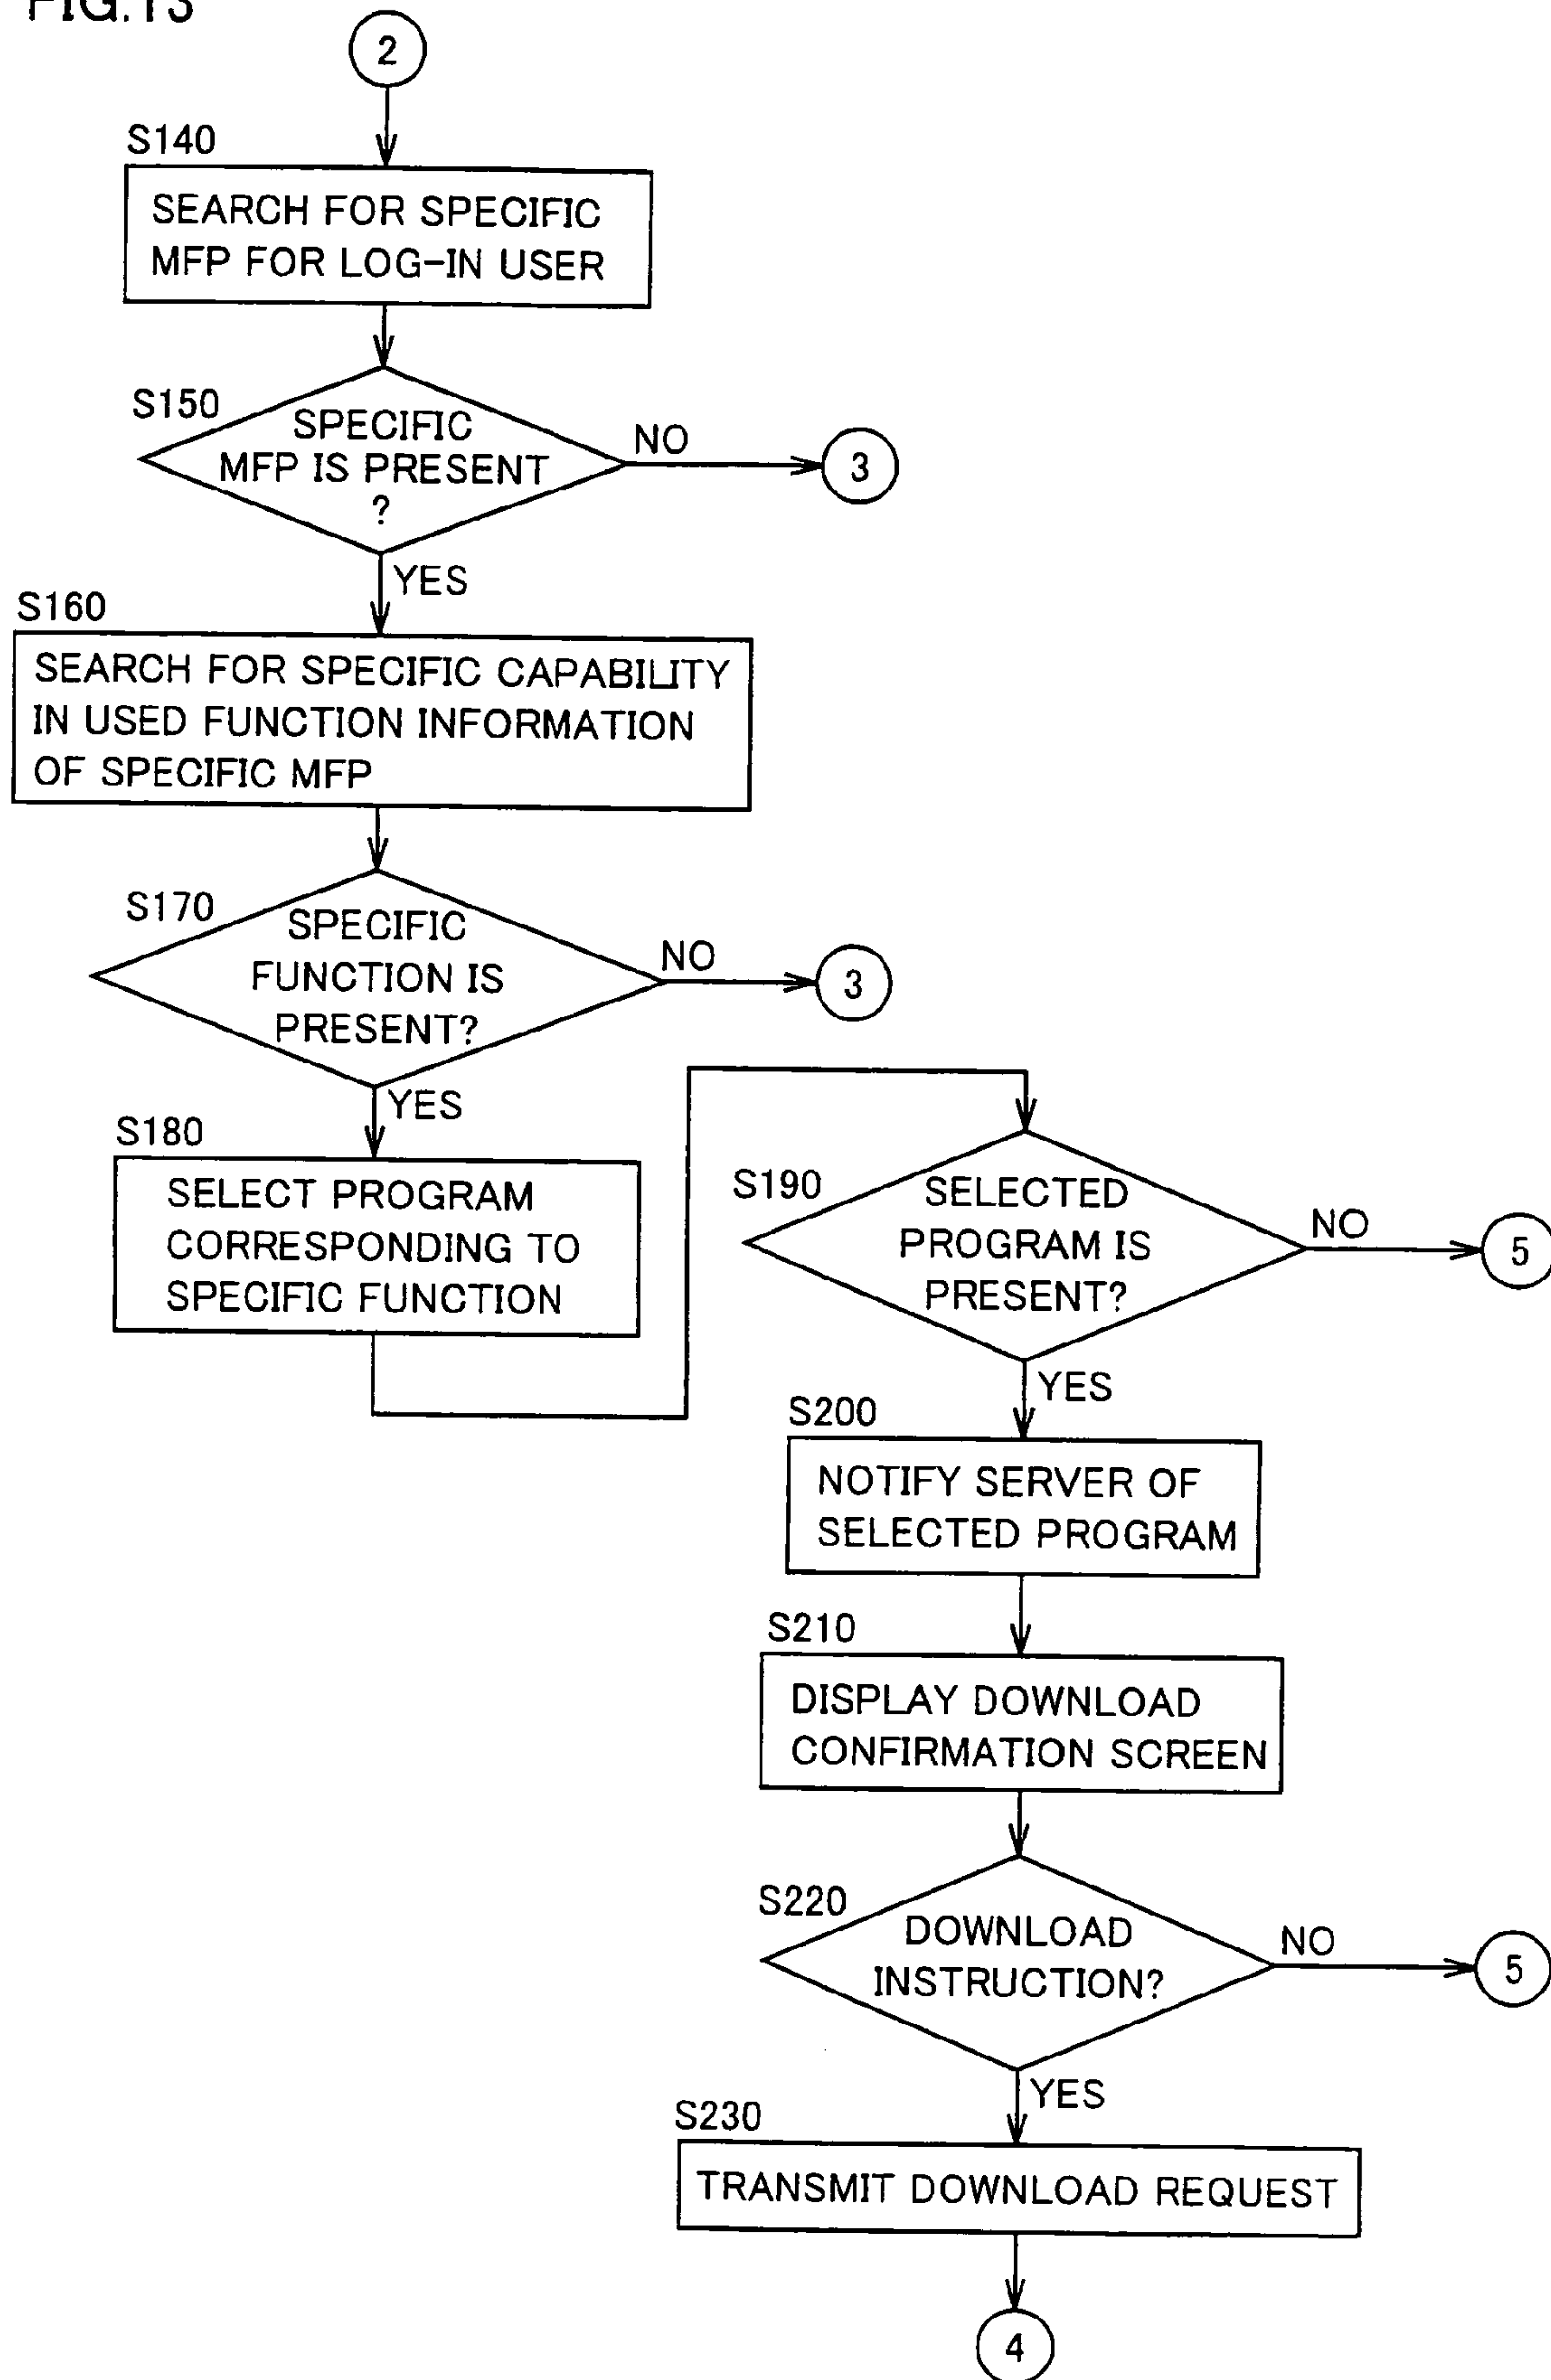 FIG.13
2
S140
SEARCH FOR SPECIFIC
MFP FOR LOG-IN USER
S150
SPECIFIC
MFP IS PRESENT
?
NO
3
YES
S160
SEARCH FOR SPECIFIC CAPABILITY
IN USED FUNCTION INFORMATION
OF SPECIFIC MFP
S170
SPECIFIC
FUNCTION IS
PRESENT?
NO
3
YES
S180
SELECT PROGRAM
CORRESPONDING TO
SPECIFIC FUNCTION
S190
SELECTED
PROGRAM IS
PRESENT?
NO
5
YES
S200
NOTIFY SERVER OF
SELECTED PROGRAM
S210
DISPLAY DOWNLOAD
CONFIRMATION SCREEN
S220
DOWNLOAD
INSTRUCTION?
NO
5
YES
S230
TRANSMIT DOWNLOAD REQUEST
4